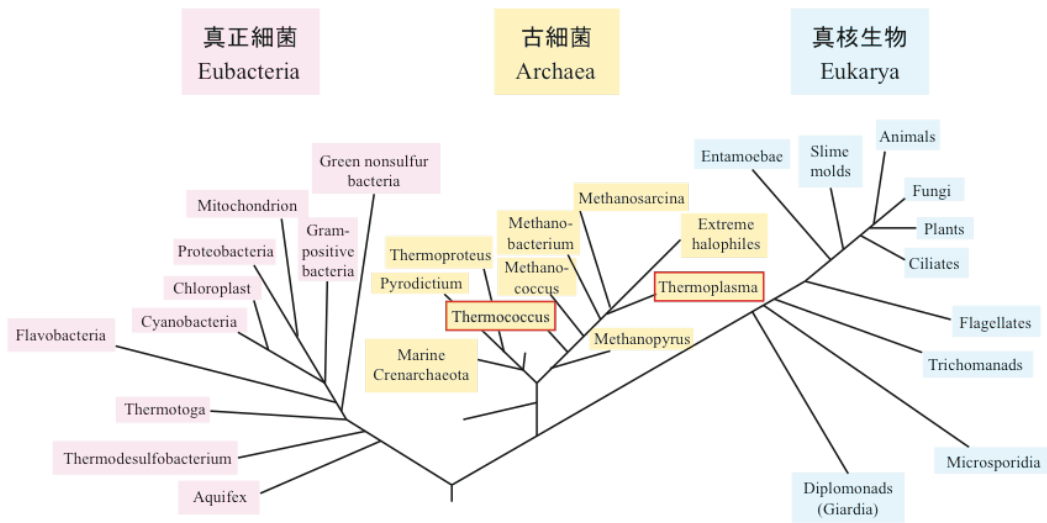 真正細菌
Eubacteria
古細菌
Archaea
真核生物
Eukarya
Green nonsulfur
bacteria
Mitochondrion
Gram-
positive
bacteria
Proteobacteria
Chloroplast
Cyanobacteria
Flavobacteria
Thermotoga
Thermodesulfobacterium
Aquifex
Methanosarcina
Methano-
bacterium
Extreme
halophiles
Thermoproteus
Methano-
coccus
Pyrodictium
Thermoplasma
Thermococcus
Methanopyrus
Marine
Crenarchaeota
Entamoebae
Slime
molds
Animals
Fungi
Plants
Ciliates
Flagellates
Trichomanads
Microsporidia
Diplomonads
(Giardia)